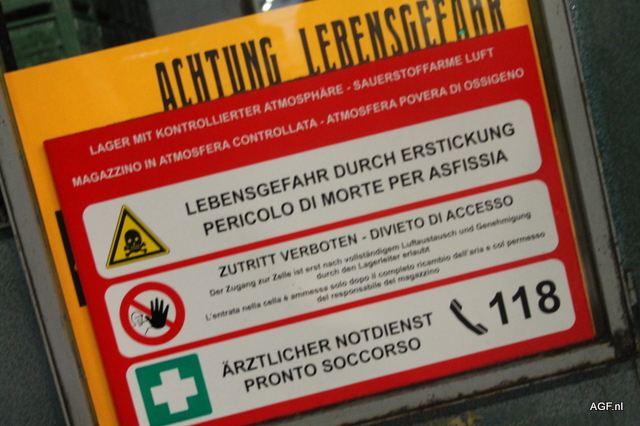 ACHTUNG LEBENSGEFAHR
LAGER MIT KONTROLLIERTER ATMOSPHÄRE - SAUERSTOFFARME LUFT
MAGAZZINO IN ATMOSFERA CONTROLLATA - ATMOSFERA POVERA DI OSSIGENO
LEBENSGEFAHR DURCH ERSTICKUNG
PERICOLO DI MORTE PER ASFISSIA
ZUTRITT VERBOTEN - DIVIETO DI ACCESSO
Der Zugang zur Zelle ist erst nach vollständigem Luftaustausch und Genehmigung
durch den Lagerleiter erlaubt
L'entrata nella cella è ammessa solo dopo il completo ricambio dell'aria e col permesso
del responsabile del magazzino
ÄRZTLICHER NOTDIENST
PRONTO SOCCORSO
118
AGF.nl